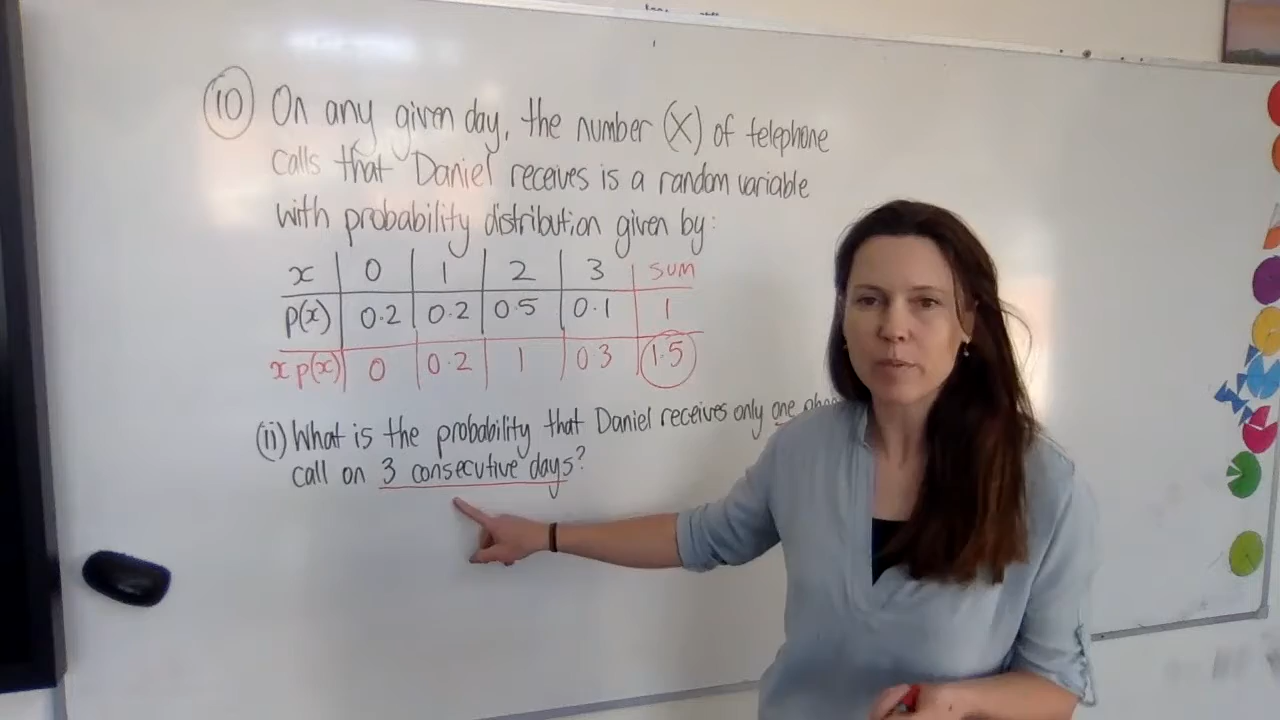 10 On any given day, the number (X) of telephone
calls that Daniel receives is a random variable
with probability distribution given by:
x 0 1 2 3 sum
p(x) 0.2 0.2 0.5 0.1 1
x p(x) 0 0.2 1 0.3 1.5
(ii) What is the probability that Daniel receives only one
call on 3 consecutive days?